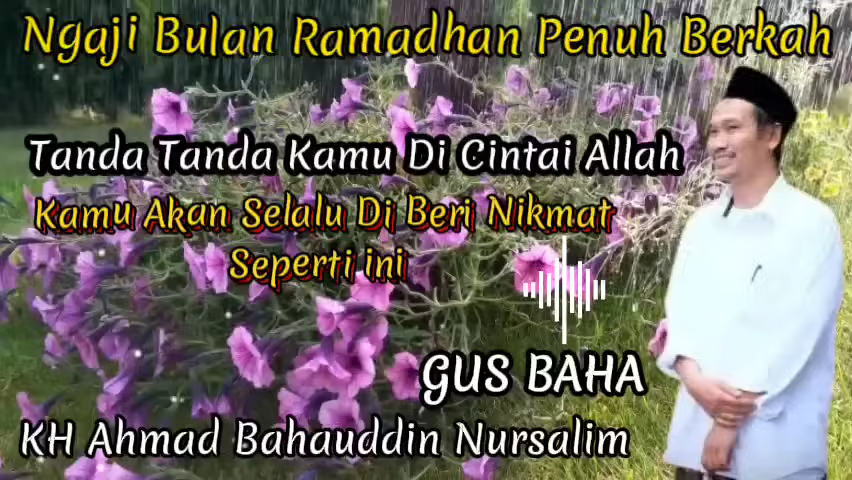 Ngaji Bulan Ramadhan Penuh Berkah
Tanda Tanda Kamu Di Cintai Allah
Kamu Akan Selalu Di Beri Nikmat
Seperti ini
GUS BAHA
KH Ahmad Bahauddin Nursalim